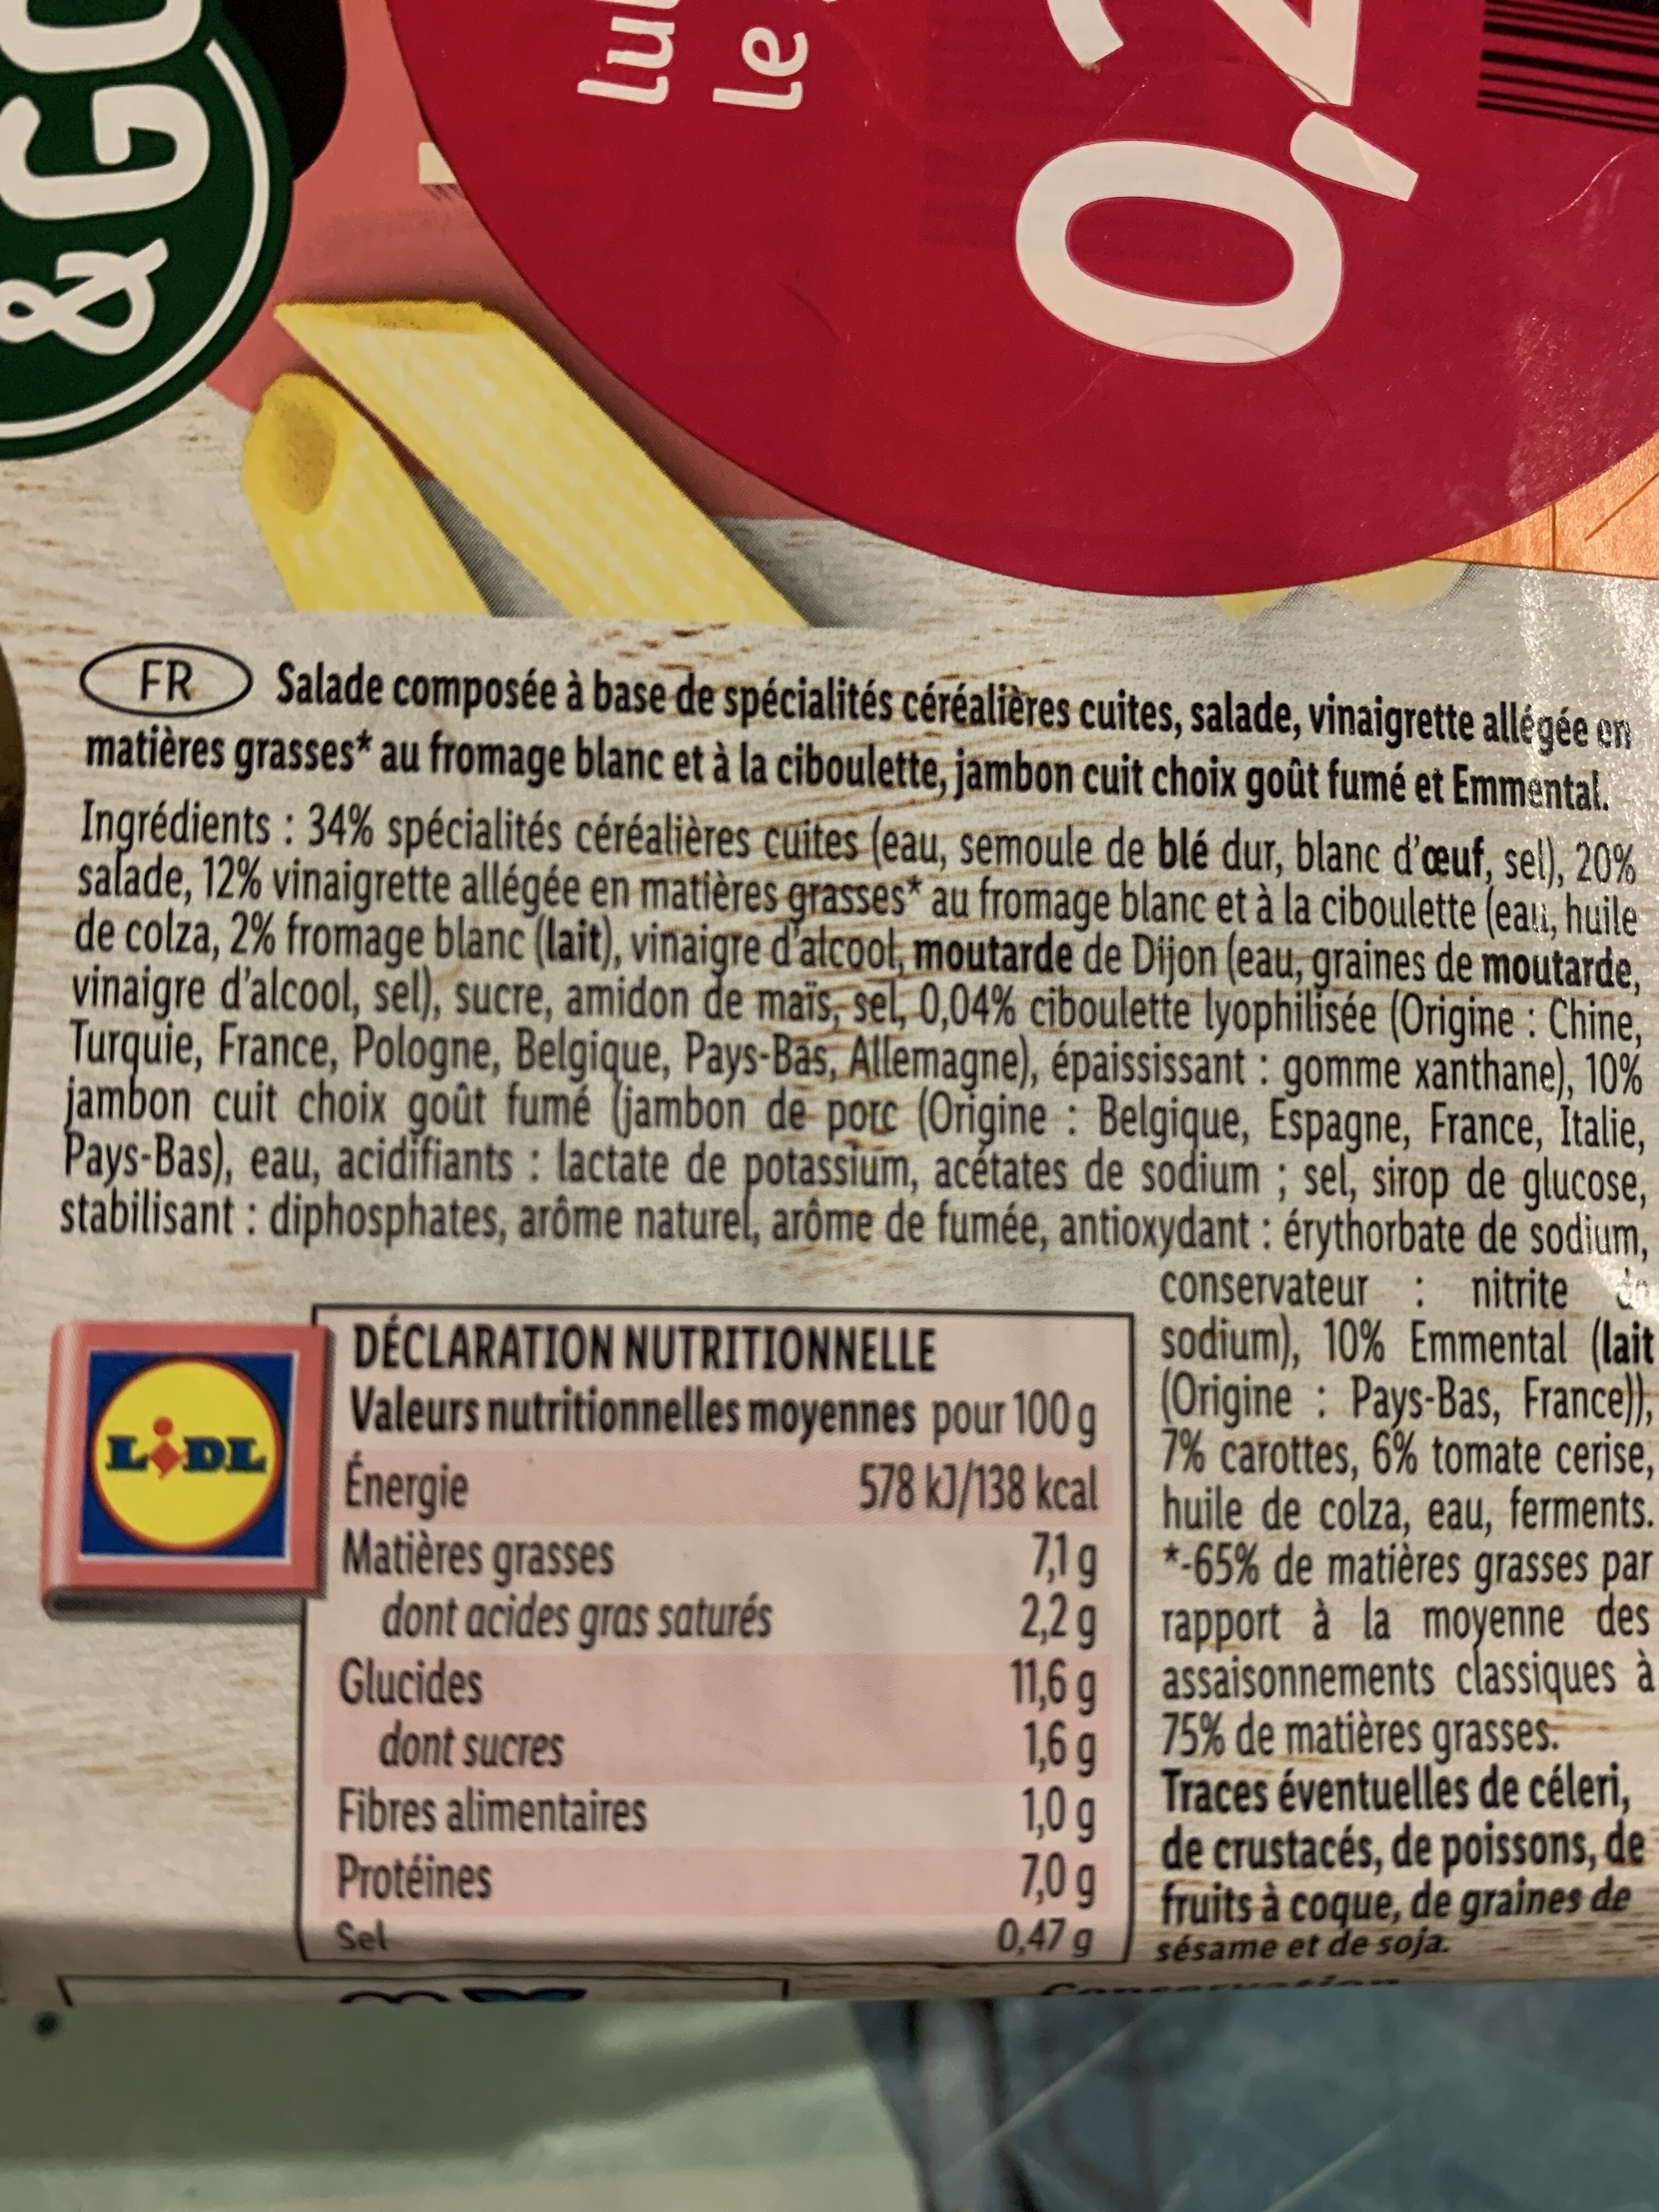 & GO
lu
le
0,2
FR Salade composée à base de spécialités céréalières cuites, salade, vinaigrette allégée en
matières grasses* au fromage blanc et à la ciboulette, jambon cuit choix goût fumé et Emmental.
Ingrédients : 34% spécialités céréalières cuites (eau, semoule de blé dur, blanc d'œuf, sel), 20%
salade, 12% vinaigrette allégée en matières grasses* au fromage blanc et à la ciboulette (eau, huile
de colza, 2% fromage blanc (lait), vinaigre d'alcool, moutarde de Dijon (eau, graines de moutarde,
vinaigre d'alcool, sel), sucre, amidon de maïs, sel, 0,04% ciboulette lyophilisée (Origine : Chine,
Turquie, France, Pologne, Belgique, Pays-Bas, Allemagne), épaississant : gomme xanthane), 10%
jambon cuit choix goût fumé (jambon de porc (Origine : Belgique, Espagne, France, Italie,
Pays-Bas), eau, acidifiants : lactate de potassium, acétates de sodium ; sel, sirop de glucose,
stabilisant : diphosphates, arôme naturel, arôme de fumée, antioxydant : érythorbate de sodium,
conservateur : nitrite de
sodium), 10% Emmental (lait
(Origine : Pays-Bas, France)),
7% carottes, 6% tomate cerise,
huile de colza, eau, ferments.
*-65% de matières grasses par
rapport à la moyenne des
assaisonnements classiques à
75% de matières grasses.
Traces éventuelles de céleri,
de crustacés, de poissons, de
fruits à coque, de graines de
sésame et de soja.
LIDL
DÉCLARATION NUTRITIONNELLE
Valeurs nutritionnelles moyennes pour 100 g
Énergie 578 kJ/138 kcal
Matières grasses 7,1 g
dont acides gras saturés 2,2 g
Glucides 11,6 g
dont sucres 1,6 g
Fibres alimentaires 1,0 g
Protéines 7,0 g
Sel 0,47 g